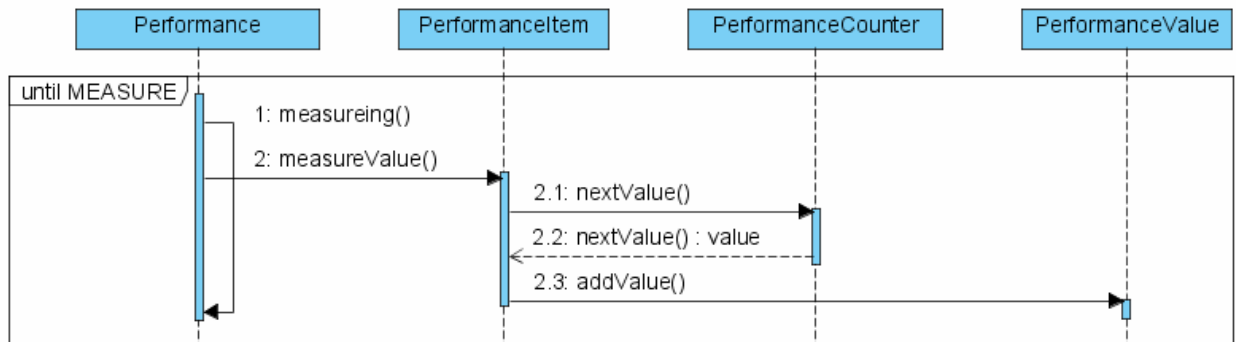 Performance
PerformanceItem
PerformanceCounter
PerformanceValue
until MEASURE
1: measureing()
2: measureValue()
2.1: nextValue()
2.2: nextValue() : value
2.3: addValue()